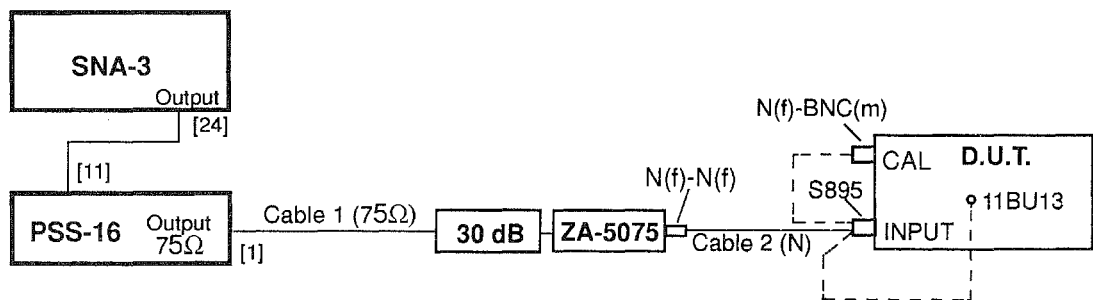 SNA-3
Output
[24]
[11]
PSS-16
Output
75Ω
[1]
Cable 1 (75Ω)
30 dB
ZA-5075
N(f)-N(f)
Cable 2 (N)
N(f)-BNC(m)
S895
CAL
D.U.T.
11BU13
INPUT